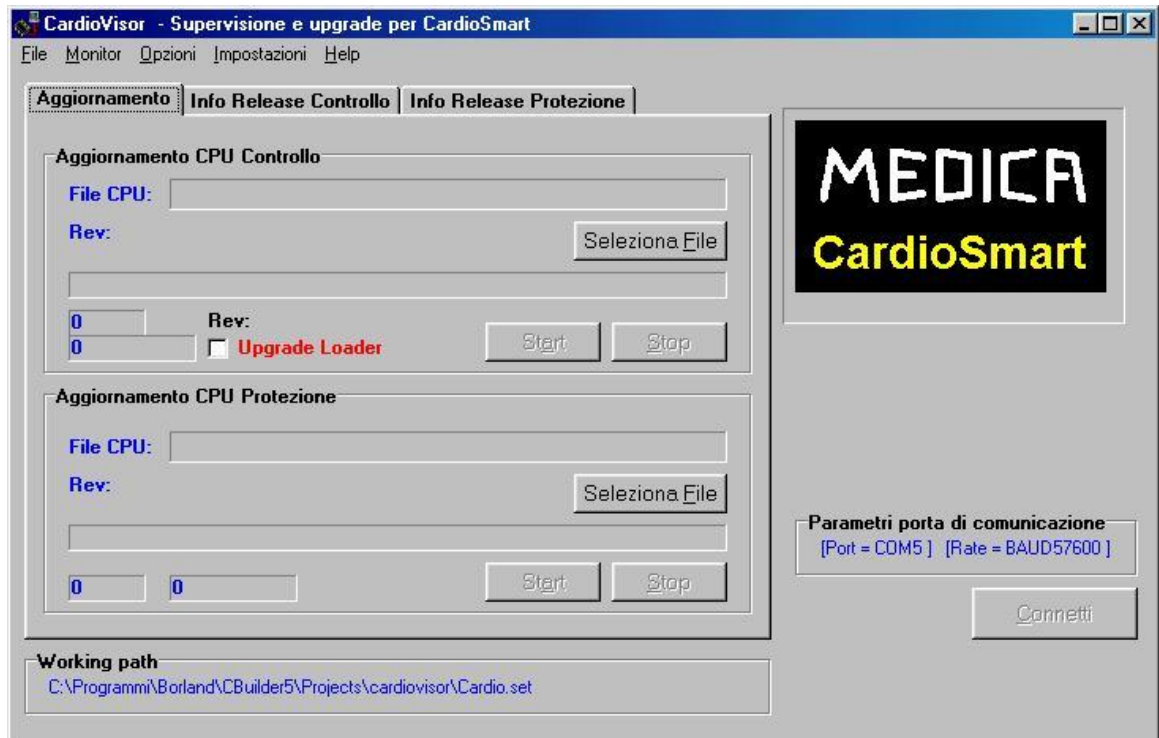 CardioVisor - Supervisione e upgrade per CardioSmart
File Monitor Opzioni Impostazioni Help
Aggiornamento Info Release Controllo Info Release Protezione
Aggiornamento CPU Controllo
File CPU:
Rev:
Seleziona File
0
Rev:
0
Upgrade Loader
Start Stop
Aggiornamento CPU Protezione
File CPU:
Rev:
Seleziona File
0 0
Start Stop
MEDICA
CardioSmart
Parametri porta di comunicazione
[Port = COM5 ] [Rate = BAUD57600 ]
Connetti
Working path
C:\Programmi\Borland\CBuilder5\Projects\cardiovisor\Cardio.set